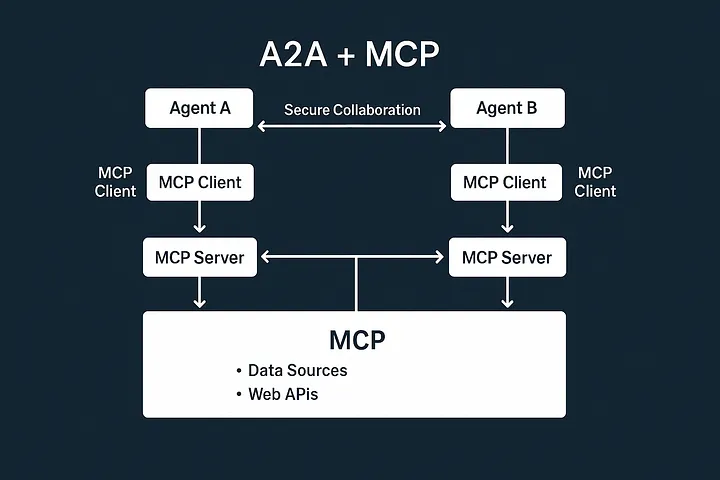 A2A + MCP
Agent A
Secure Collaboration
Agent B
MCP
Client
MCP Client
MCP Client
MCP
Client
MCP Server
MCP Server
MCP
• Data Sources
• Web APis